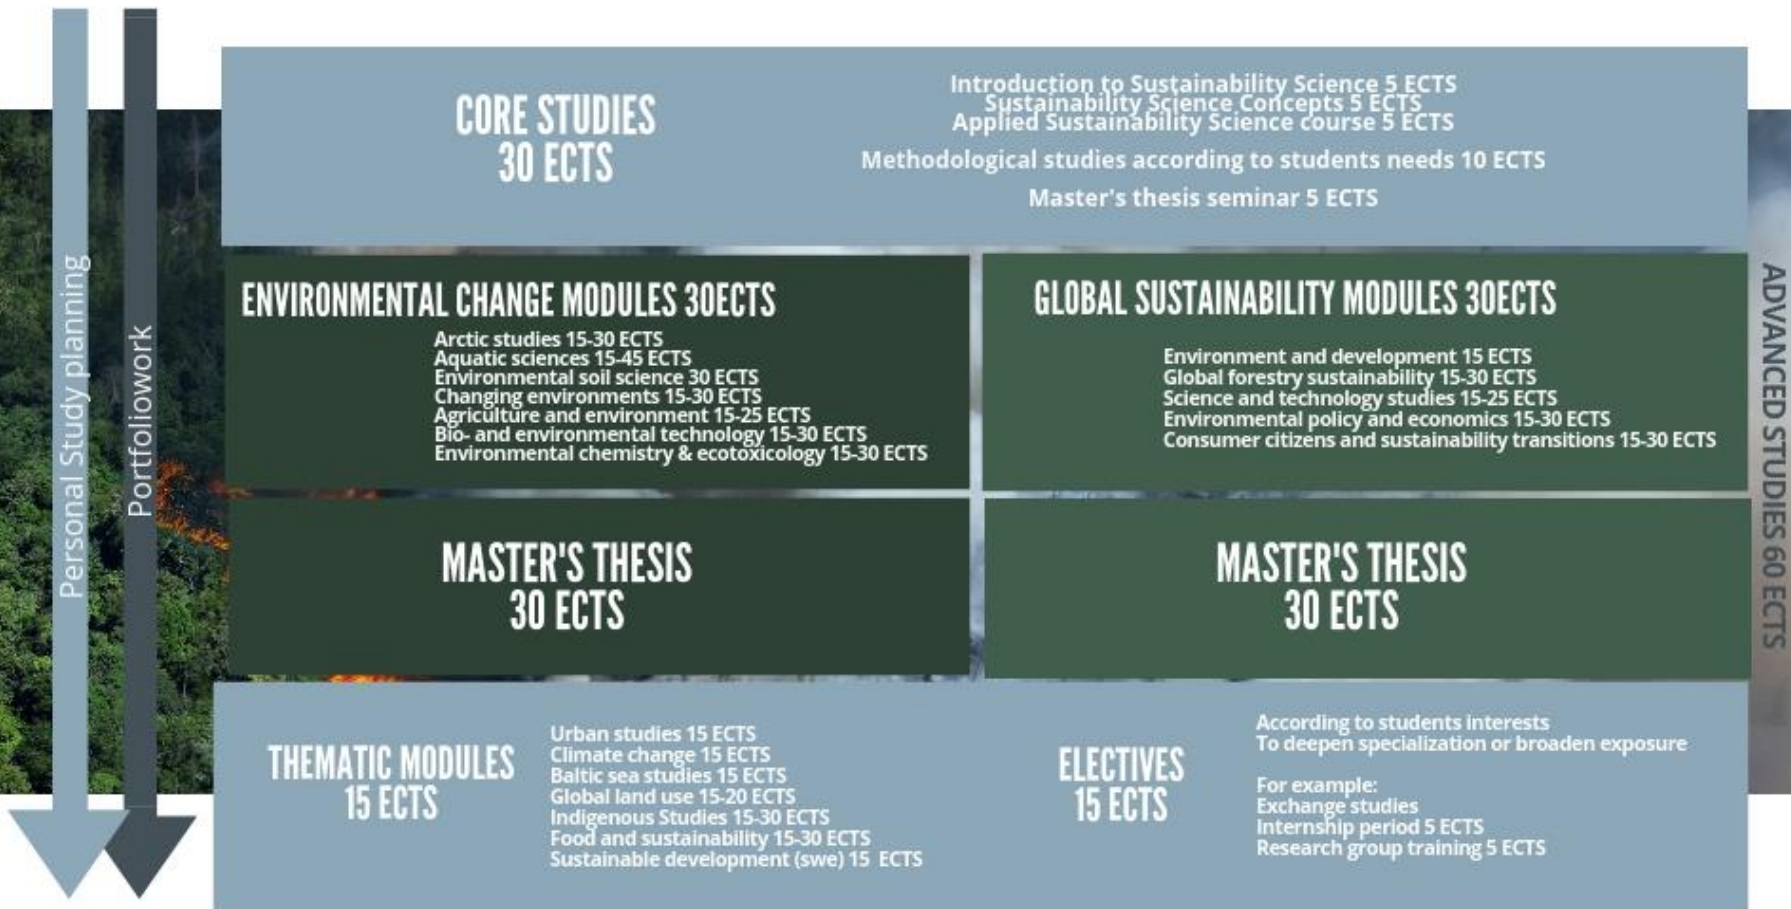 Personal Study planning
Portfoliowork
CORE STUDIES
30 ECTS
Introduction to Sustainability Science 5 ECTS
Sustainability Science Concepts 5 ECTS
Applied Sustainability Science course 5 ECTS
Methodological studies according to students needs 10 ECTS
Master's thesis seminar 5 ECTS
ENVIRONMENTAL CHANGE MODULES 30ECTS
Arctic studies 15-30 ECTS
Aquatic sciences 15-45 ECTS
Environmental soil science 30 ECTS
Changing environments 15-30 ECTS
Agriculture and environment 15-25 ECTS
Bio- and environmental technology 15-30 ECTS
Environmental chemistry & ecotoxicology 15-30 ECTS
GLOBAL SUSTAINABILITY MODULES 30ECTS
Environment and development 15 ECTS
Global forestry sustainability 15-30 ECTS
Science and technology studies 15-25 ECTS
Environmental policy and economics 15-30 ECTS
Consumer citizens and sustainability transitions 15-30 ECTS
MASTER'S THESIS
30 ECTS
MASTER'S THESIS
30 ECTS
THEMATIC MODULES
15 ECTS
Urban studies 15 ECTS
Climate change 15 ECTS
Baltic sea studies 15 ECTS
Global land use 15-20 ECTS
Indigenous Studies 15-30 ECTS
Food and sustainability 15-30 ECTS
Sustainable development (swe) 15 ECTS
ELECTIVES
15 ECTS
According to students interests
To deepen specialization or broaden exposure
For example:
Exchange studies
Internship period 5 ECTS
Research group training 5 ECTS
ADVANCED STUDIES 60 ECTS